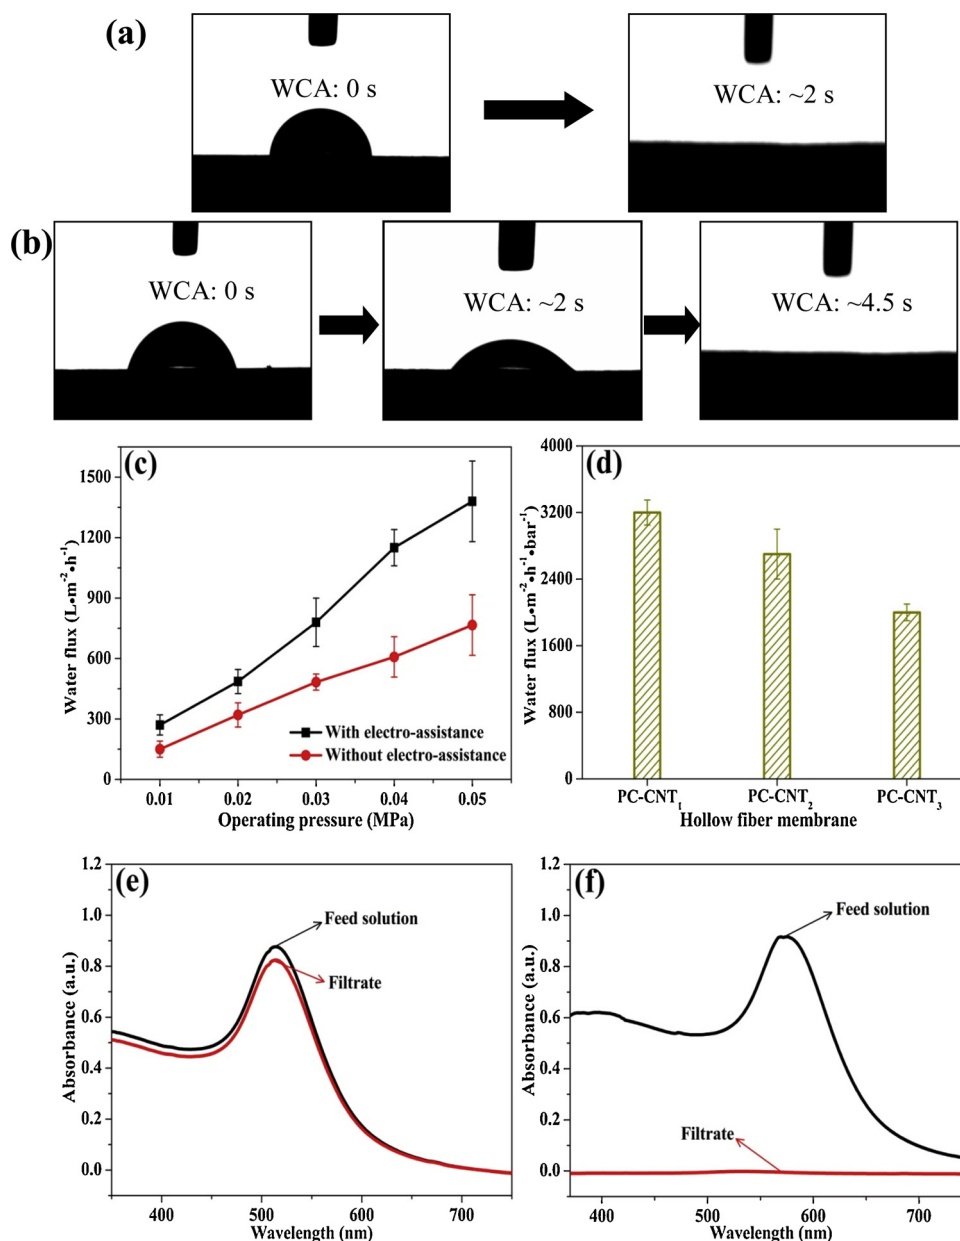 (a)
WCA: 0 s
WCA: ~2 s
(b)
WCA: 0 s
WCA: ~2 s
WCA: ~4.5 s
(c)
1500
1200
900
600
300
0
Water flux (L•m⁻²•h⁻¹)
With electro-assistance
Without electro-assistance
0.01 0.02 0.03 0.04 0.05
Operating pressure (MPa)
(d)
4000
3200
2400
1600
800
0
Water flux (L•m⁻²•h⁻¹•bar⁻¹)
PC-CNT₁ PC-CNT₂ PC-CNT₃
Hollow fiber membrane
(e)
1.2
1.0
0.8
0.6
0.4
0.2
0.0
Absorbance (a.u.)
Feed solution
Filtrate
400 500 600 700
Wavelength (nm)
(f)
1.2
1.0
0.8
0.6
0.4
0.2
0.0
Absorbance (a.u.)
Feed solution
Filtrate
400 500 600 700
Wavelength (nm)